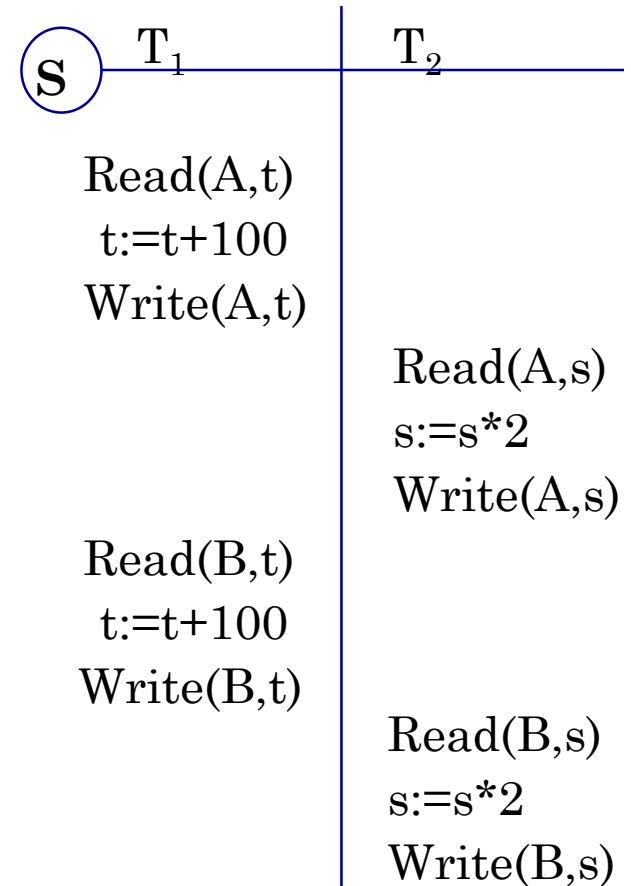 S T₁ T₂
Read(A,t)
t:=t+100
Write(A,t)
Read(A,s)
s:=s*2
Write(A,s)
Read(B,t)
t:=t+100
Write(B,t)
Read(B,s)
s:=s*2
Write(B,s)